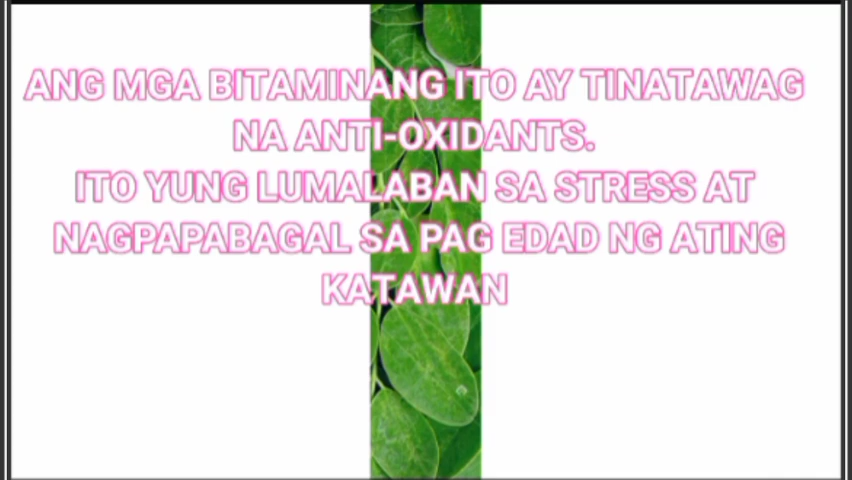 ANG MGA BITAMINANG ITO AY TINATAWAG
NA ANTI-OXIDANTS.
ITO YUNG LUMALABAN SA STRESS AT
NAGPAPABAGAL SA PAG EDAD NG ATING
KATAWAN